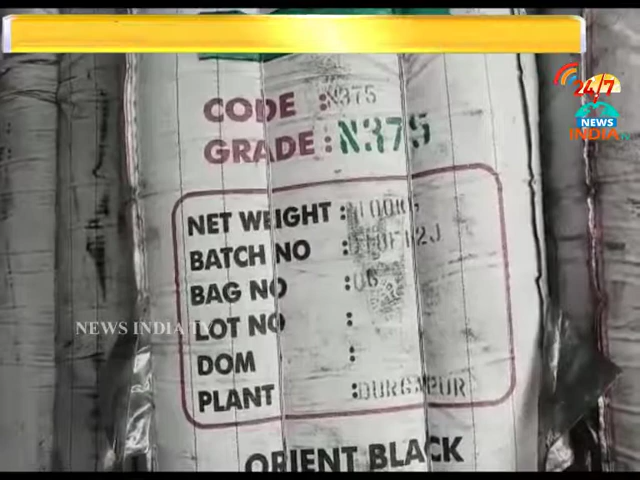 CODE : N375
GRADE : N375
24/7
NEWS
INDIA
NET WEIGHT :
BATCH NO :
BAG NO :
LOT NO :
NEWS INDIA TV
DOM :
PLANT : DURGAPUR
ORIENT BLACK